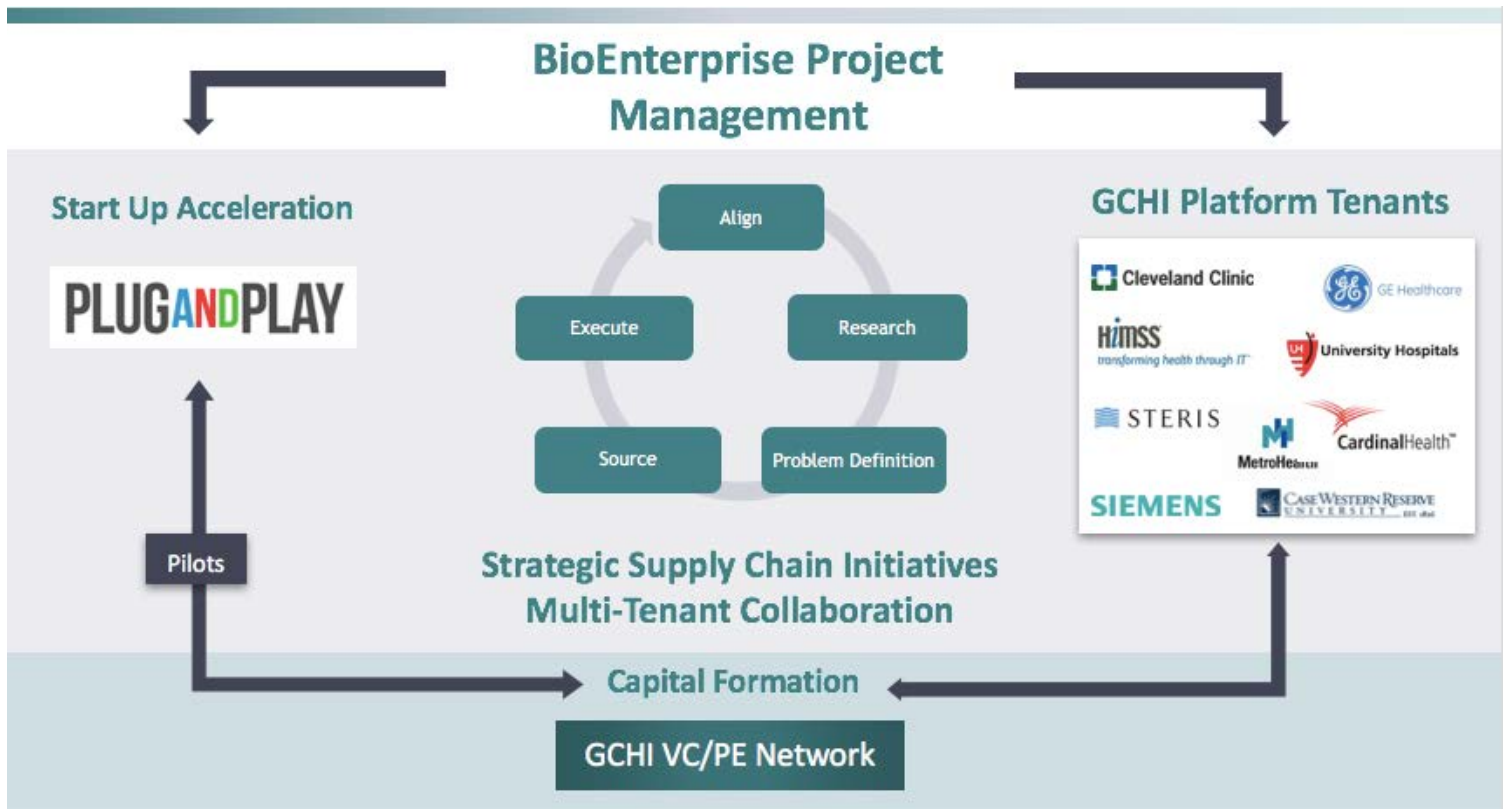 BioEnterprise Project
Management
Start Up Acceleration
PLUGANDPLAY
Align
Research
Problem Definition
Source
Execute
GCHI Platform Tenants
Cleveland Clinic
GE Healthcare
HiMSS
transforming health through IT
University Hospitals
STERIS
MetroHealth
CardinalHealth™
SIEMENS
CASE WESTERN RESERVE
UNIVERSITY
Pilots
Strategic Supply Chain Initiatives
Multi-Tenant Collaboration
Capital Formation
GCHI VC/PE Network